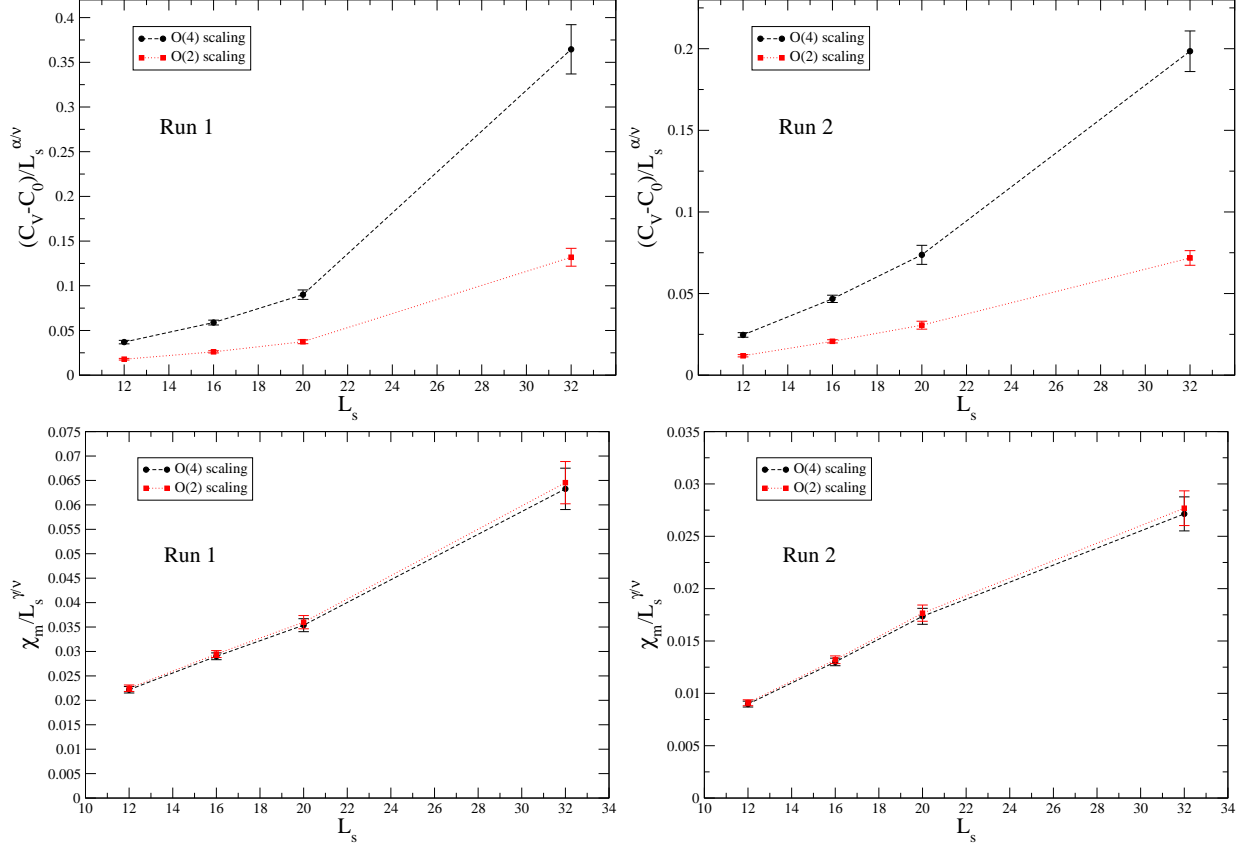 0.4
0.35
0.3
0.25
0.2
0.15
0.1
0.05
0
(C_V-C_0)/L_s^{α/ν}
O(4) scaling
O(2) scaling
Run 1
12 14 16 18 20 22 24 26 28 30 32
L_s
0.2
0.15
0.1
0.05
0
(C_V-C_0)/L_s^{α/ν}
O(4) scaling
O(2) scaling
Run 2
12 14 16 18 20 22 24 26 28 30 32
L_s
0.075
0.07
0.065
0.06
0.055
0.05
0.045
0.04
0.035
0.03
0.025
0.02
0.015
0.01
0.005
0
χ_m/L_s^{γ/ν}
O(4) scaling
O(2) scaling
Run 1
10 12 14 16 18 20 22 24 26 28 30 32 34
L_s
0.035
0.03
0.025
0.02
0.015
0.01
0.005
0
χ_m/L_s^{γ/ν}
O(4) scaling
O(2) scaling
Run 2
10 12 14 16 18 20 22 24 26 28 30 32 34
L_s